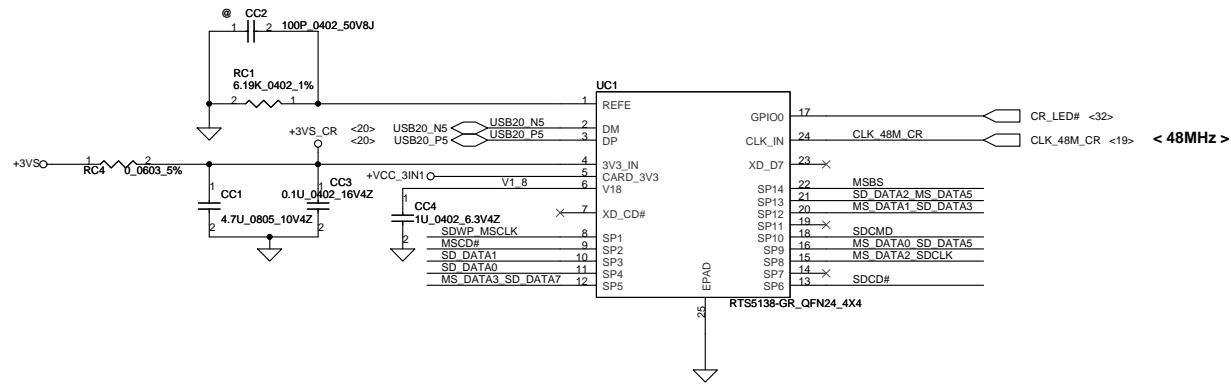 @ CC2
1 2 100P_0402_50V8J
RC1
6.19K_0402_1%
2 1
UC1
1 REFE
+3VS_CR <20> USB20_N5 USB20_N5 2 DM
<20> USB20_P5 USB20_P5 3 DP
+3VS 1 2 4 3V3_IN
RC4 0_0603_5%
+VCC_3IN1 5 CARD_3V3
V1_8 6 V18
1 CC1
2 4.7U_0805_10V4Z
1 CC3
0.1U_0402_16V4Z
2
1 CC4
1U_0402_6.3V4Z
2
7 XD_CD#
SDWP_MSCLK 8 SP1
MSCD# 9 SP2
SD_DATA1 10 SP3
SD_DATA0 11 SP4
MS_DATA3_SD_DATA7 12 SP5
GPIO0 17 CR_LED# <32>
CLK_IN 24 CLK_48M_CR CLK_48M_CR <19> < 48MHz >
XD_D7 23
SP14 22 MSBS
SP13 21 SD_DATA2_MS_DATA5
SP12 20 MS_DATA1_SD_DATA3
SP11 19
SP10 18 SDCMD
SP9 16 MS_DATA0_SD_DATA5
SP8 15 MS_DATA2_SDCLK
SP7 14
SP6 13 SDCD#
EPAD
25
RTS5138-GR_QFN24_4X4